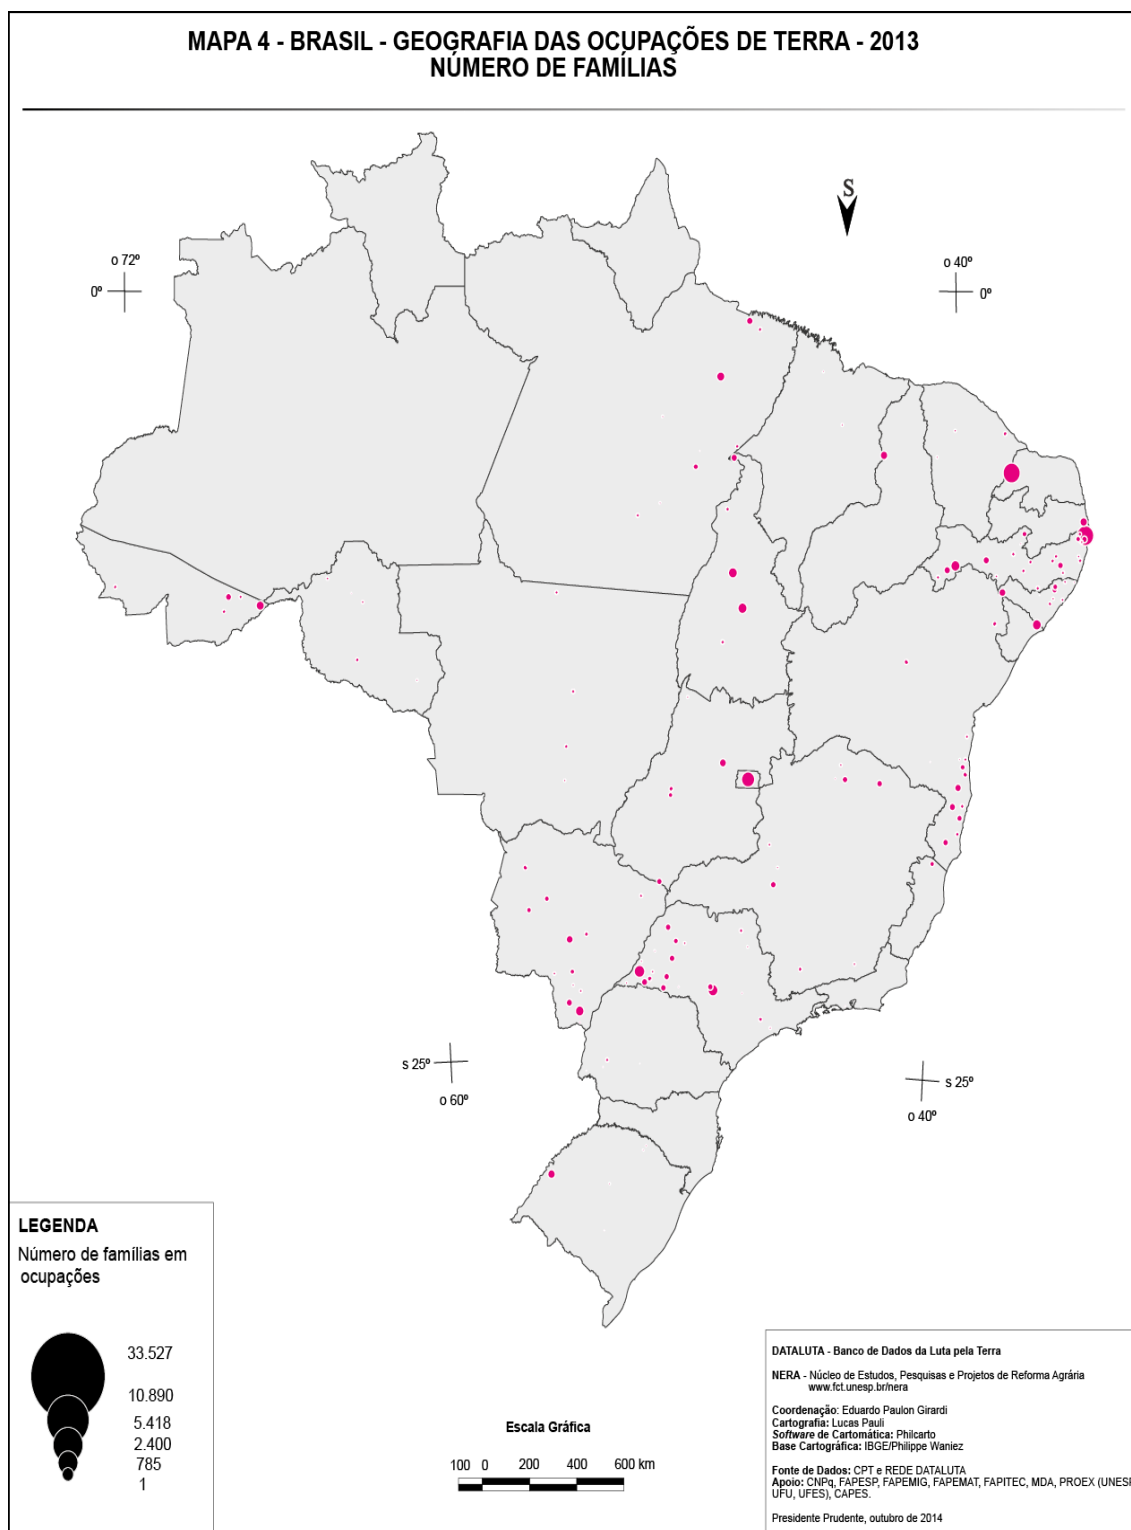 MAPA 4 - BRASIL - GEOGRAFIA DAS OCUPAÇÕES DE TERRA - 2013
NÚMERO DE FAMÍLIAS
S
o 72º
0º
o 40º
0º
s 25º
o 60º
s 25º
o 40º
LEGENDA
Número de famílias em
ocupações
33.527
10.890
5.418
2.400
785
1
Escala Gráfica
100 0 200 400 600 km
DATALUTA - Banco de Dados da Luta pela Terra
NERA - Núcleo de Estudos, Pesquisas e Projetos de Reforma Agrária
www.fct.unesp.br/nera
Coordenação: Eduardo Paulon Girardi
Cartografia: Lucas Pauli
Software de Cartomática: Philcarto
Base Cartográfica: IBGE/Philippe Waniez
Fonte de Dados: CPT e REDE DATALUTA
Apoio: CNPq, FAPESP, FAPEMIG, FAPEMAT, FAPITEC, MDA, PROEX (UNESP
UFU, UFES), CAPES.
Presidente Prudente, outubro de 2014